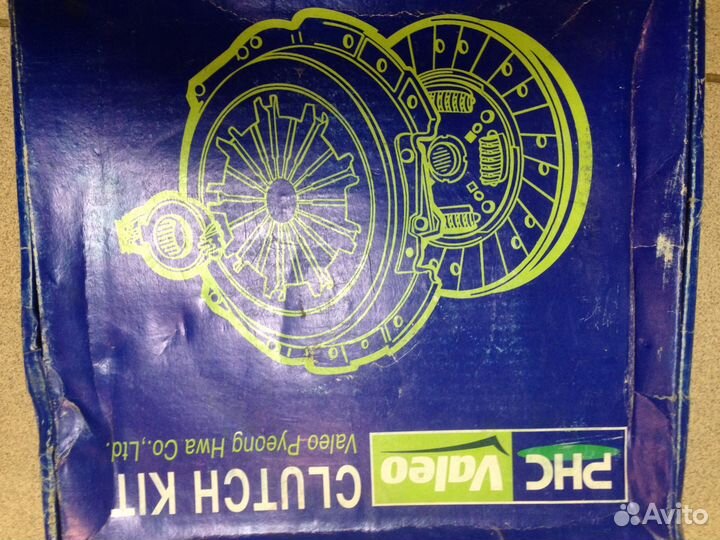 PHC Valeo
CLUTCH KIT
Valeo Pyeong Hwa Co.,Ltd.
Avito